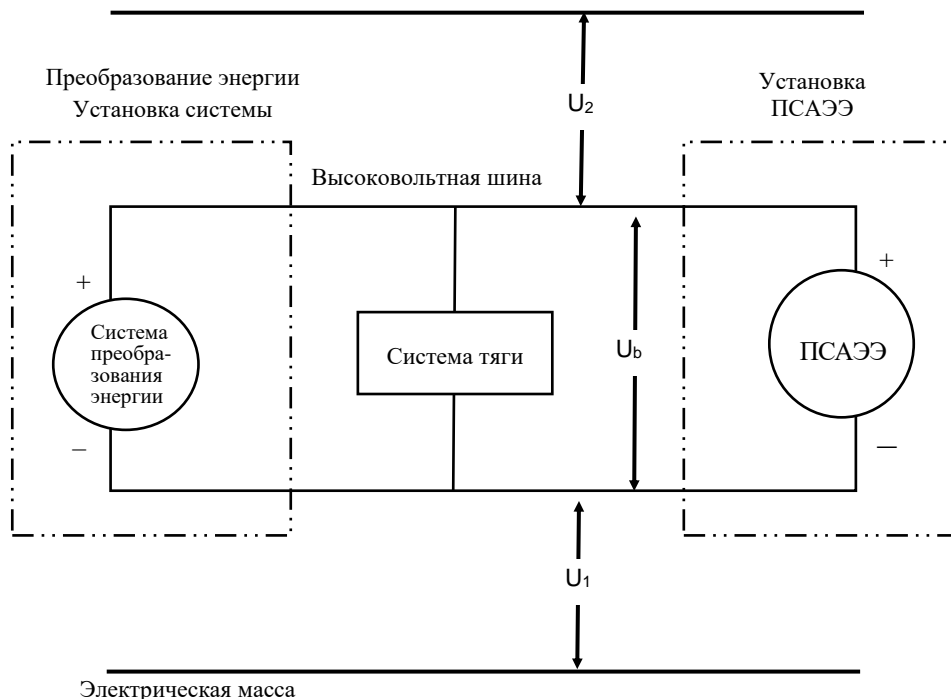 Преобразование энергии
Установка системы
U2
Установка
ПСАЭЭ
Высоковольтная шина
+
+
Система
преобра-
зования
энергии
Система тяги
Ub
ПСАЭЭ
–
—
U1
Электрическая масса